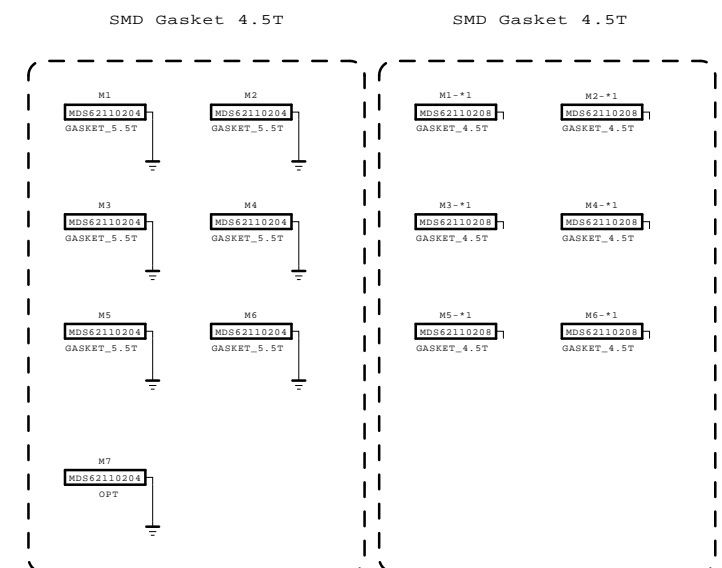 SMD Gasket 4.5T
SMD Gasket 4.5T
M1
MDS62110204
GASKET_5.5T
M2
MDS62110204
GASKET_5.5T
M1-*1
MDS62110208
GASKET_4.5T
M2-*1
MDS62110208
GASKET_4.5T
M3
MDS62110204
GASKET_5.5T
M4
MDS62110204
GASKET_5.5T
M3-*1
MDS62110208
GASKET_4.5T
M4-*1
MDS62110208
GASKET_4.5T
M5
MDS62110204
GASKET_5.5T
M6
MDS62110204
GASKET_5.5T
M5-*1
MDS62110208
GASKET_4.5T
M6-*1
MDS62110208
GASKET_4.5T
M7
MDS62110204
OPT